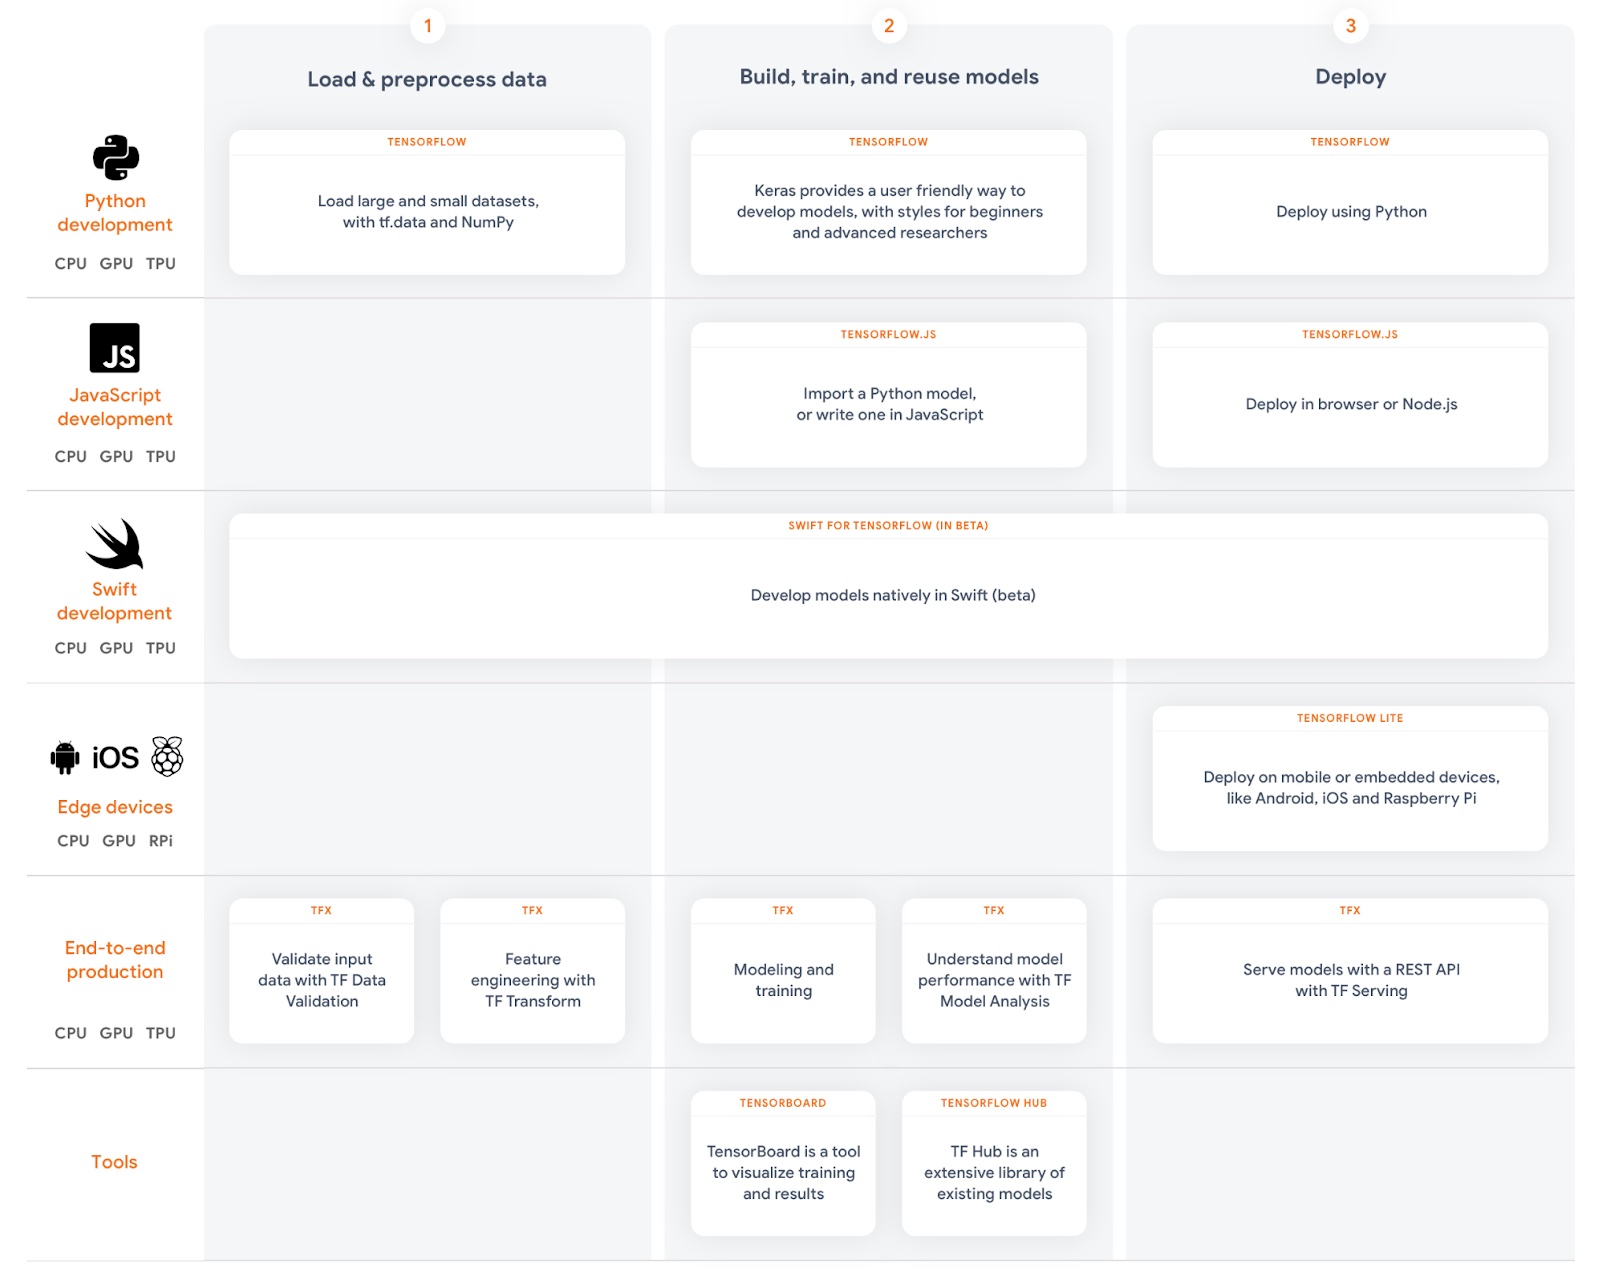 1
2
3
Load & preprocess data
Build, train, and reuse models
Deploy
Python
development
CPU GPU TPU
TENSORFLOW
Load large and small datasets,
with tf.data and NumPy
TENSORFLOW
Keras provides a user friendly way to
develop models, with styles for beginners
and advanced researchers
TENSORFLOW
Deploy using Python
JS
JavaScript
development
CPU GPU TPU
TENSORFLOW.JS
Import a Python model,
or write one in JavaScript
TENSORFLOW.JS
Deploy in browser or Node.js
Swift
development
CPU GPU TPU
SWIFT FOR TENSORFLOW (IN BETA)
Develop models natively in Swift (beta)
iOS
Edge devices
CPU GPU RPi
TENSORFLOW LITE
Deploy on mobile or embedded devices,
like Android, iOS and Raspberry Pi
End-to-end
production
CPU GPU TPU
TFX
Validate input
data with TF Data
Validation
TFX
Feature
engineering with
TF Transform
TFX
Modeling and
training
TFX
Understand model
performance with TF
Model Analysis
TFX
Serve models with a REST API
with TF Serving
Tools
TENSORBOARD
TensorBoard is a tool
to visualize training
and results
TENSORFLOW HUB
TF Hub is an
extensive library of
existing models